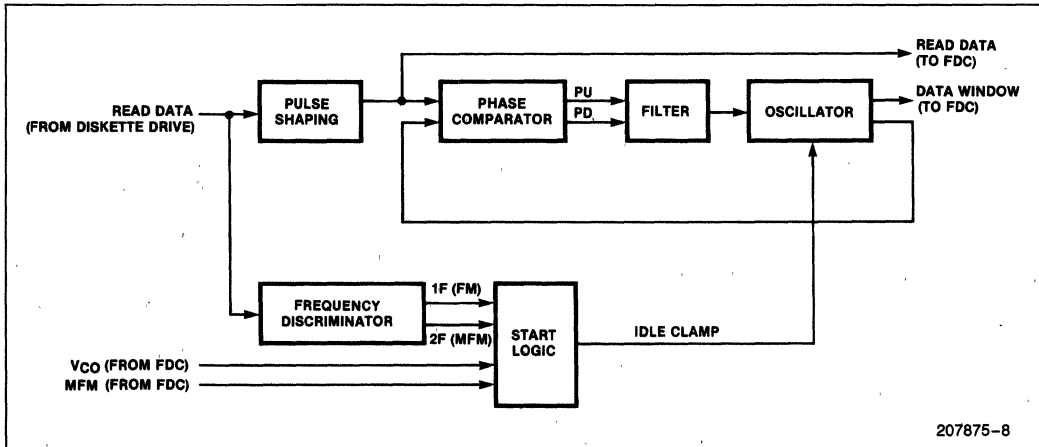 READ DATA
(TO FDC)
DATA WINDOW
(TO FDC)
READ DATA
(FROM DISKETTE DRIVE)
PULSE
SHAPING
PHASE
COMPARATOR
PU
PD
FILTER
OSCILLATOR
FREQUENCY
DISCRIMINATOR
1F (FM)
2F (MFM)
START
LOGIC
IDLE CLAMP
VCO (FROM FDC)
MFM (FROM FDC)
207875-8